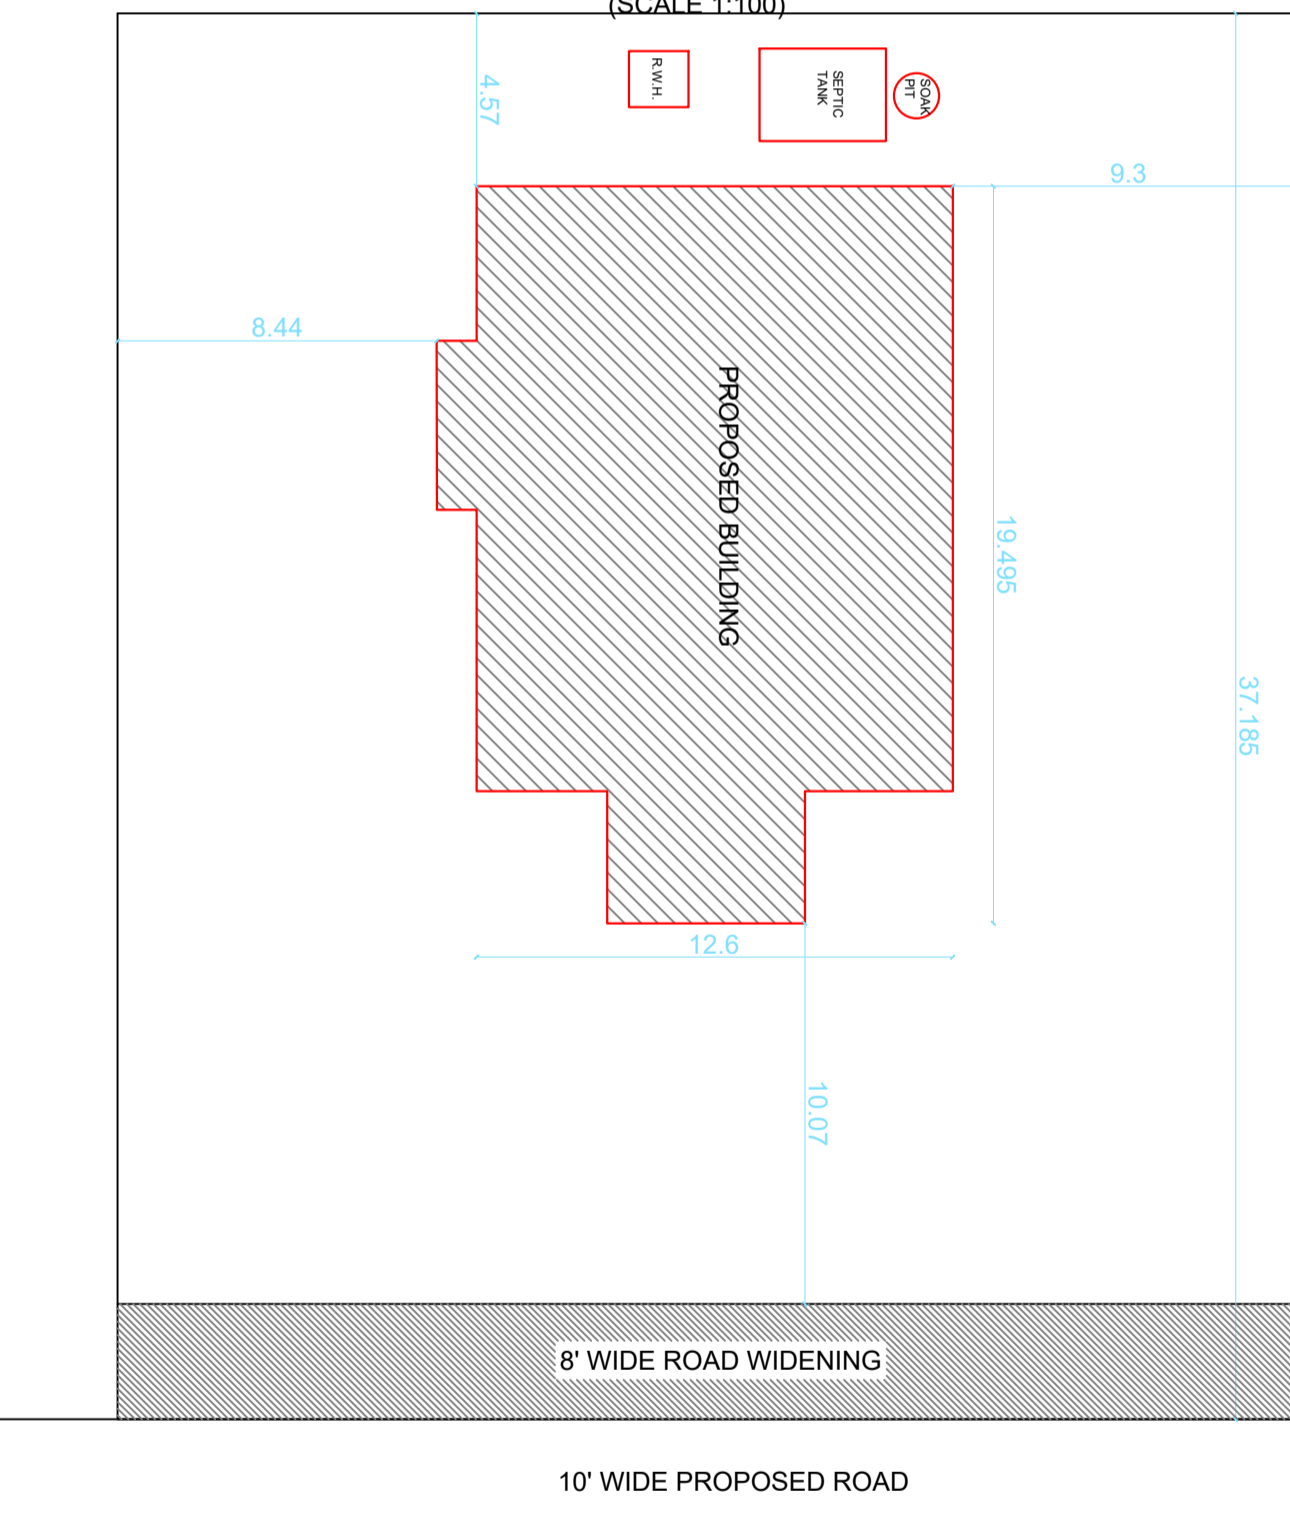 (SCALE 1:100)
R.W.H.
SEPTIC
TANK
SOAK
PIT
4.57
9.3
8.44
PROPOSED BUILDING
19.495
37.185
12.6
10.07
8' WIDE ROAD WIDENING
10' WIDE PROPOSED ROAD